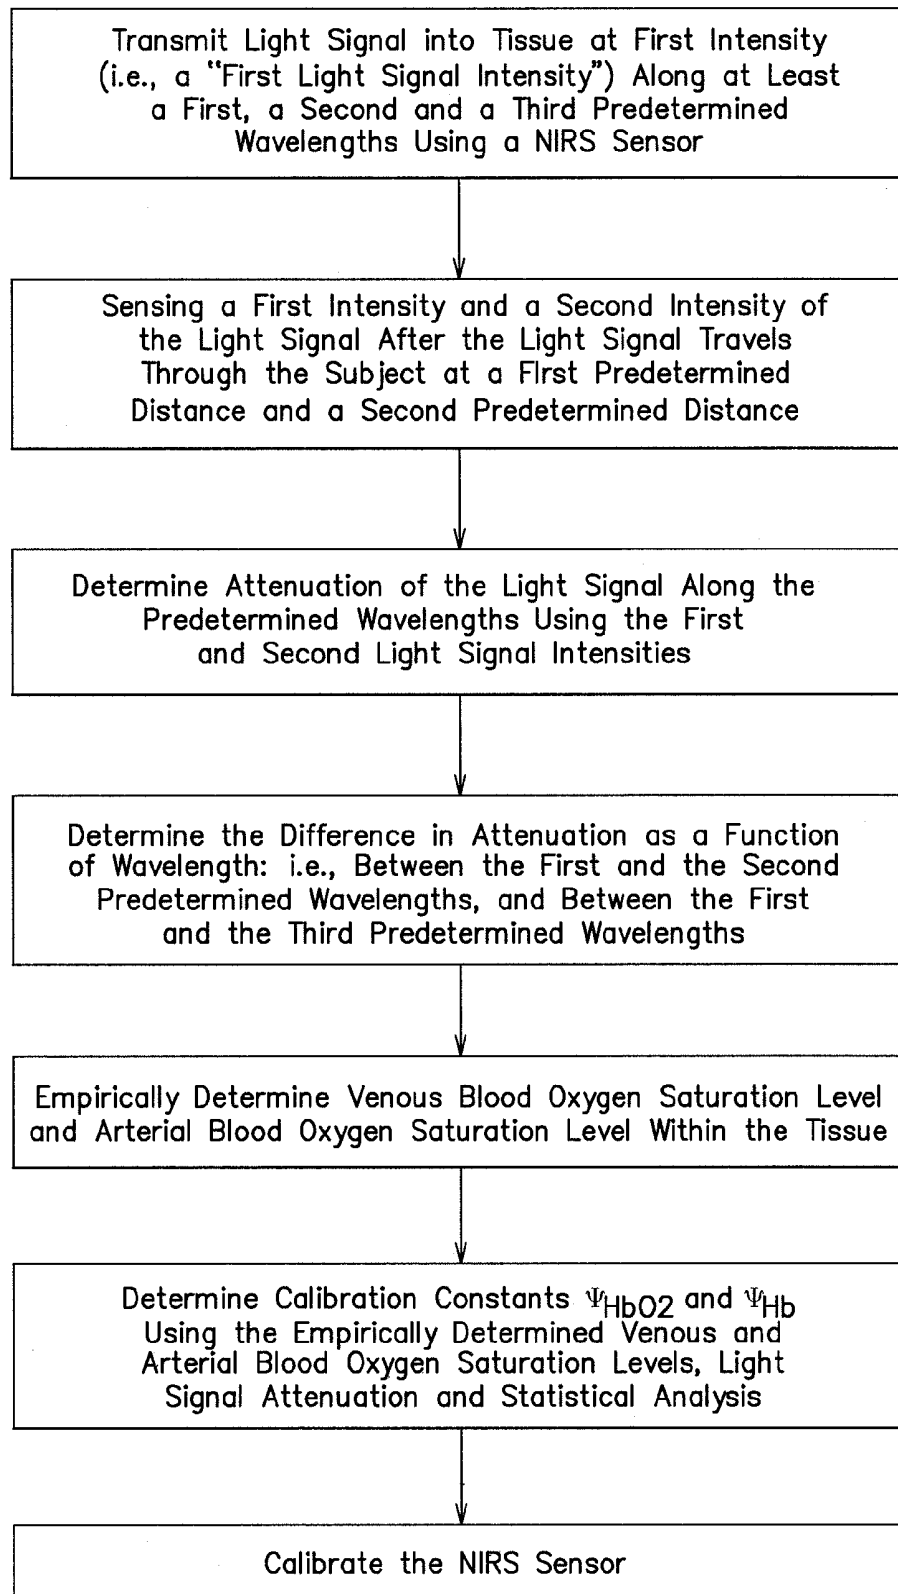 Transmit Light Signal into Tissue at First Intensity
(i.e., a "First Light Signal Intensity") Along at Least
a First, a Second and a Third Predetermined
Wavelengths Using a NIRS Sensor
Sensing a First Intensity and a Second Intensity of
the Light Signal After the Light Signal Travels
Through the Subject at a First Predetermined
Distance and a Second Predetermined Distance
Determine Attenuation of the Light Signal Along the
Predetermined Wavelengths Using the First
and Second Light Signal Intensities
Determine the Difference in Attenuation as a Function
of Wavelength: i.e., Between the First and the Second
Predetermined Wavelengths, and Between the First
and the Third Predetermined Wavelengths
Empirically Determine Venous Blood Oxygen Saturation Level
and Arterial Blood Oxygen Saturation Level Within the Tissue
Determine Calibration Constants ΨHbO2 and ΨHb
Using the Empirically Determined Venous and
Arterial Blood Oxygen Saturation Levels, Light
Signal Attenuation and Statistical Analysis
Calibrate the NIRS Sensor